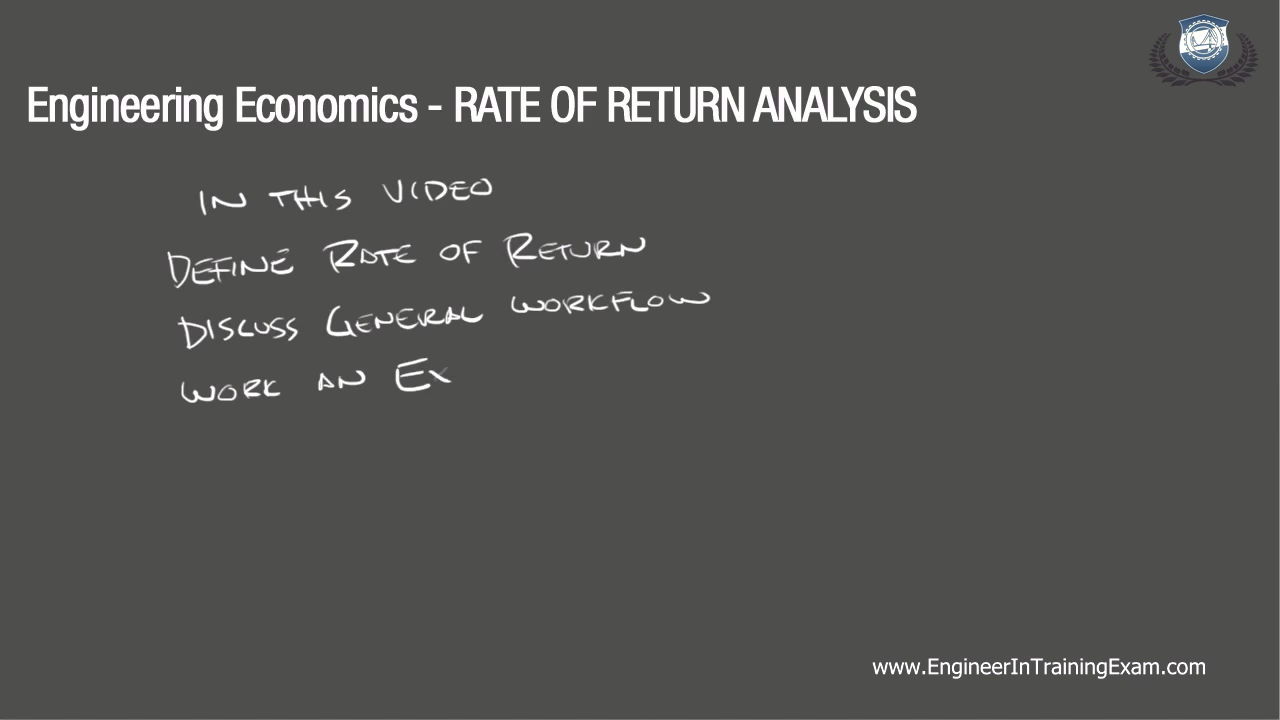 Engineering Economics - RATE OF RETURN ANALYSIS
IN THIS VIDEO
DEFINE RATE OF RETURN
DISCUSS GENERAL WORKFLOW
WORK AN EX
www.EngineerInTrainingExam.com